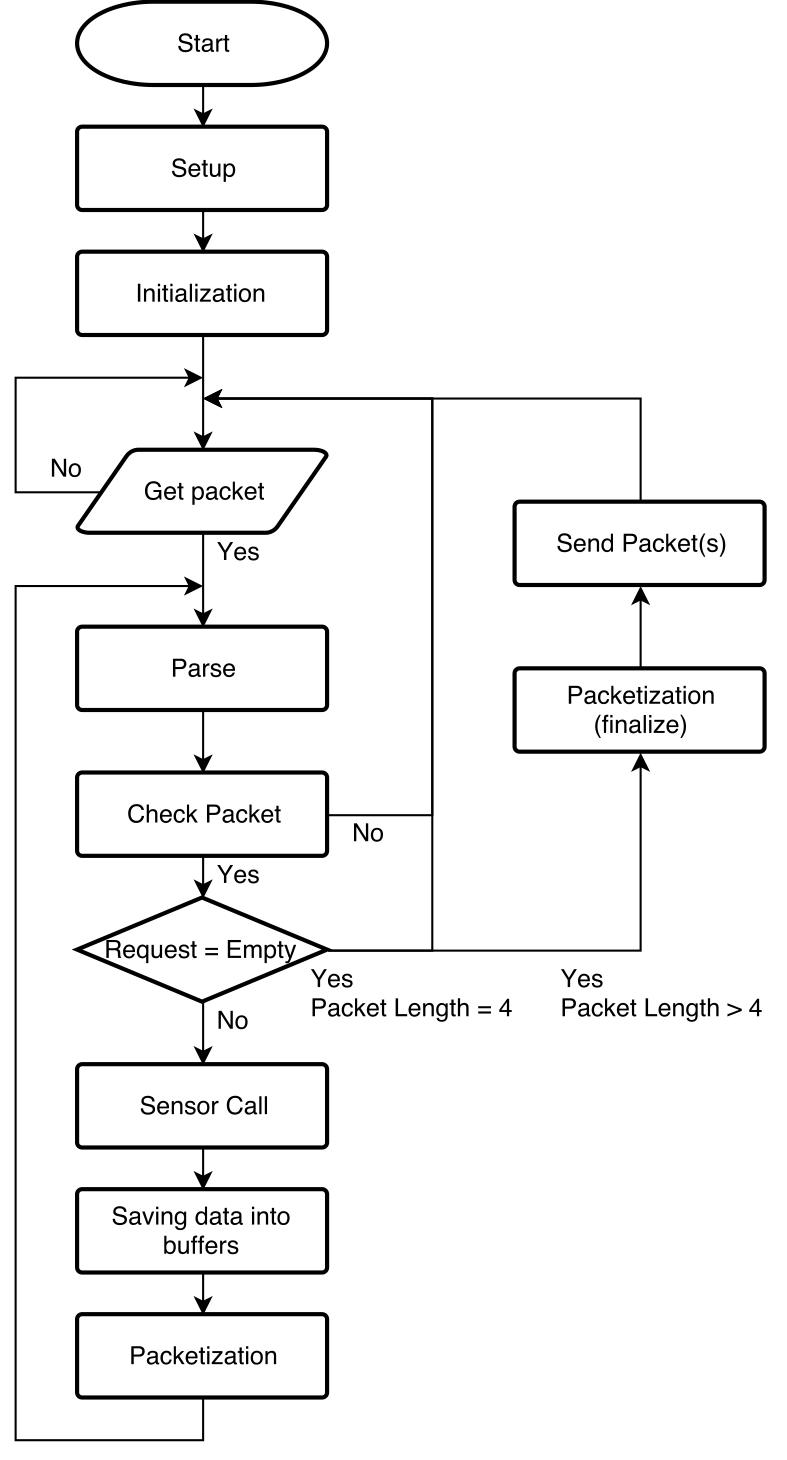 Start
Setup
Initialization
No
Get packet
Yes
Send Packet(s)
Parse
Packetization
(finalize)
Check Packet
No
Yes
Request = Empty
Yes
Packet Length = 4
Yes
Packet Length > 4
No
Sensor Call
Saving data into
buffers
Packetization